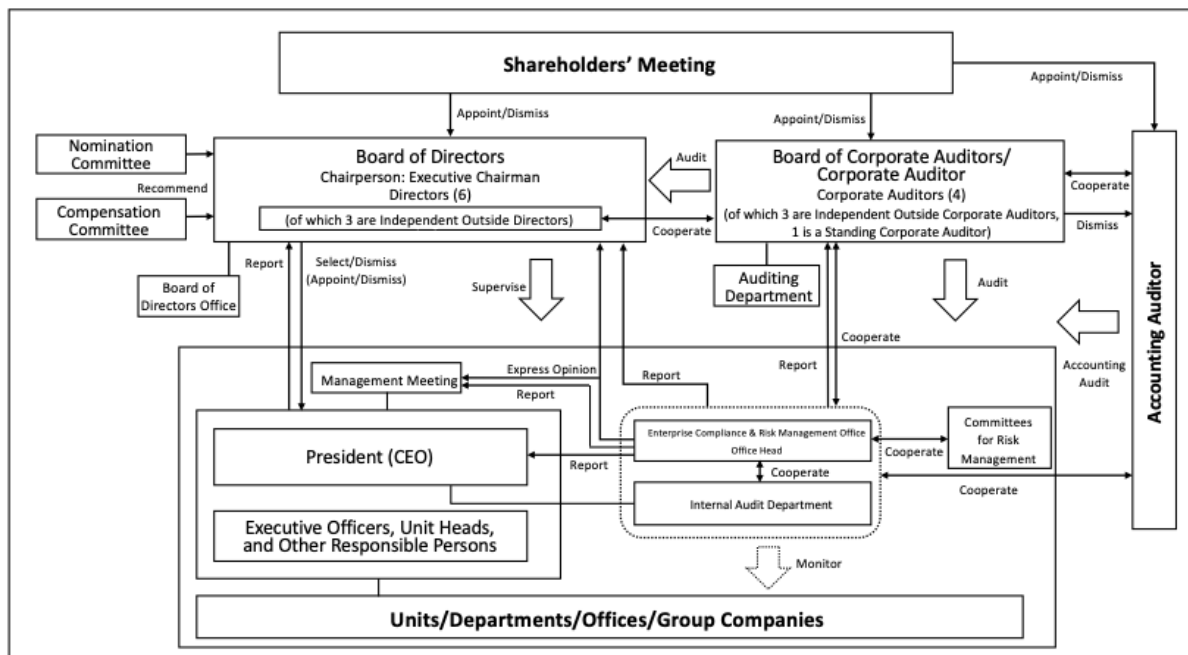 Shareholders’ Meeting
Appoint/Dismiss
Appoint/Dismiss
Appoint/Dismiss
Nomination
Committee
Recommend
Compensation
Committee
Board of Directors
Chairperson: Executive Chairman
Directors (6)
(of which 3 are Independent Outside Directors)
Audit
Cooperate
Board of Corporate Auditors/
Corporate Auditor
Corporate Auditors (4)
(of which 3 are Independent Outside Corporate Auditors,
1 is a Standing Corporate Auditor)
Cooperate
Dismiss
Accounting Auditor
Board of
Directors Office
Report
Select/Dismiss
(Appoint/Dismiss)
Supervise
Auditing
Department
Audit
Cooperate
Report
Accounting
Audit
Management Meeting
Express Opinion
Report
Report
President (CEO)
Report
Enterprise Compliance & Risk Management Office
Office Head
Cooperate
Internal Audit Department
Cooperate
Committees
for Risk
Management
Cooperate
Executive Officers, Unit Heads,
and Other Responsible Persons
Monitor
Units/Departments/Offices/Group Companies